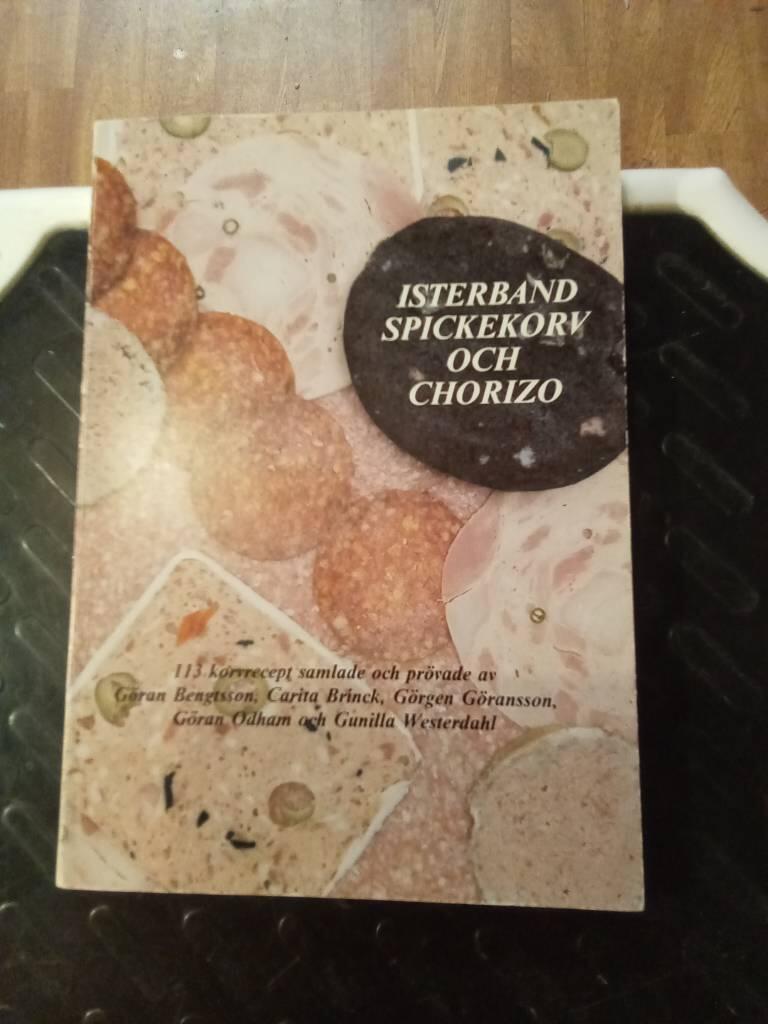 ISTERBAND
SPICKEKORV
OCH
CHORIZO
113 korvrecept samlade och prövade av
Göran Bengtsson, Carita Brinck, Görgen Göransson,
Göran Odham och Gunilla Westerdahl